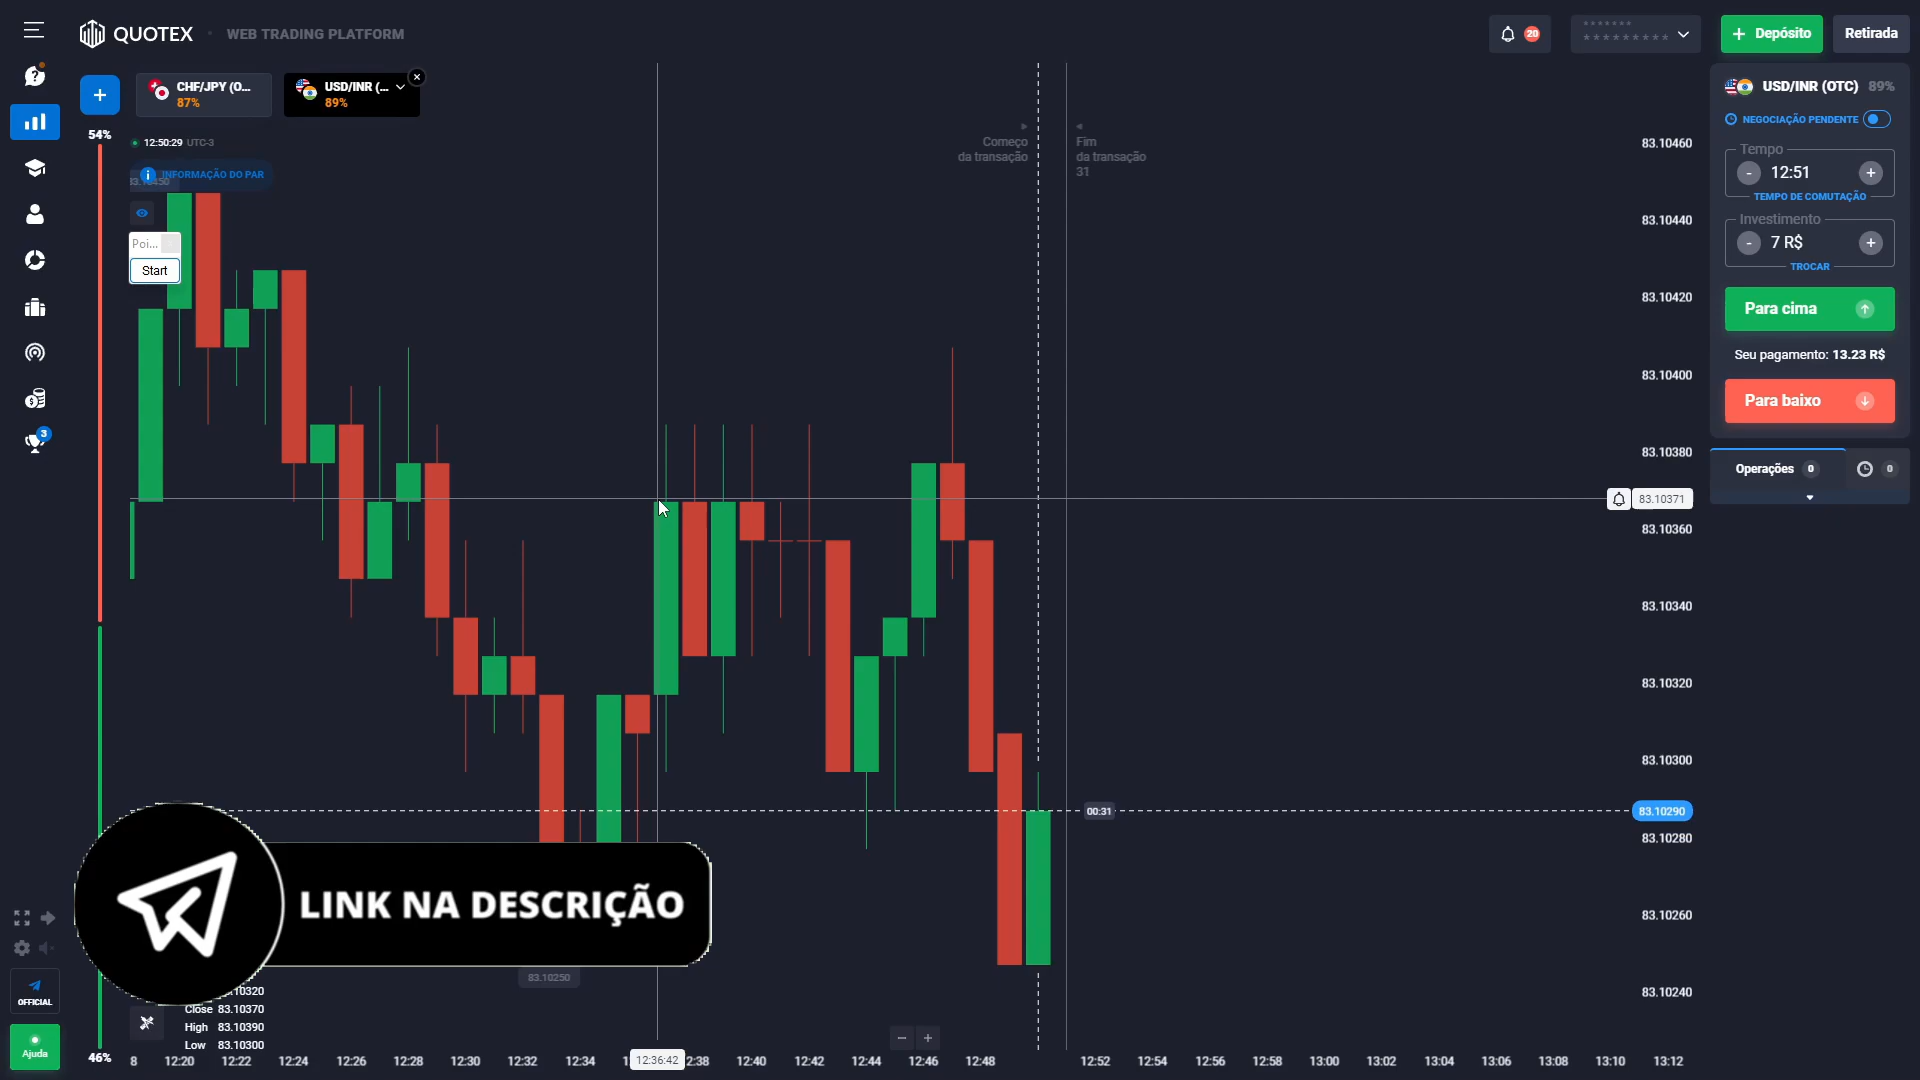 QUOTEX
WEB TRADING PLATFORM
20
Depósito
Retirada
CHF/JPY (O...
87%
USD/INR (...
89%
54%
12:50:29 UTC-3
INFORMAÇÃO DO PAR
Poi...
Start
Começo
da transação
Fim
da transação
31
83.10460
83.10440
83.10420
83.10400
83.10380
83.10371
83.10360
83.10340
83.10320
83.10300
00:31
83.10290
83.10280
83.10260
83.10240
USD/INR (OTC) 89%
NEGOCIAÇÃO PENDENTE
Tempo
- 12:51 +
TEMPO DE COMUTAÇÃO
Investimento
- 7 R$ +
TROCAR
Para cima
Seu pagamento: 13.23 R$
Para baixo
Operações 0
0
3
LINK NA DESCRIÇÃO
83.10250
Close 83.10370
High 83.10390
Low 83.10300
OFFICIAL
Ajuda
46%
8 12:20 12:22 12:24 12:26 12:28 12:30 12:32 12:34 12:36:42 2:38 12:40 12:42 12:44 12:46 12:48 12:52 12:54 12:56 12:58 13:00 13:02 13:04 13:06 13:08 13:10 13:12